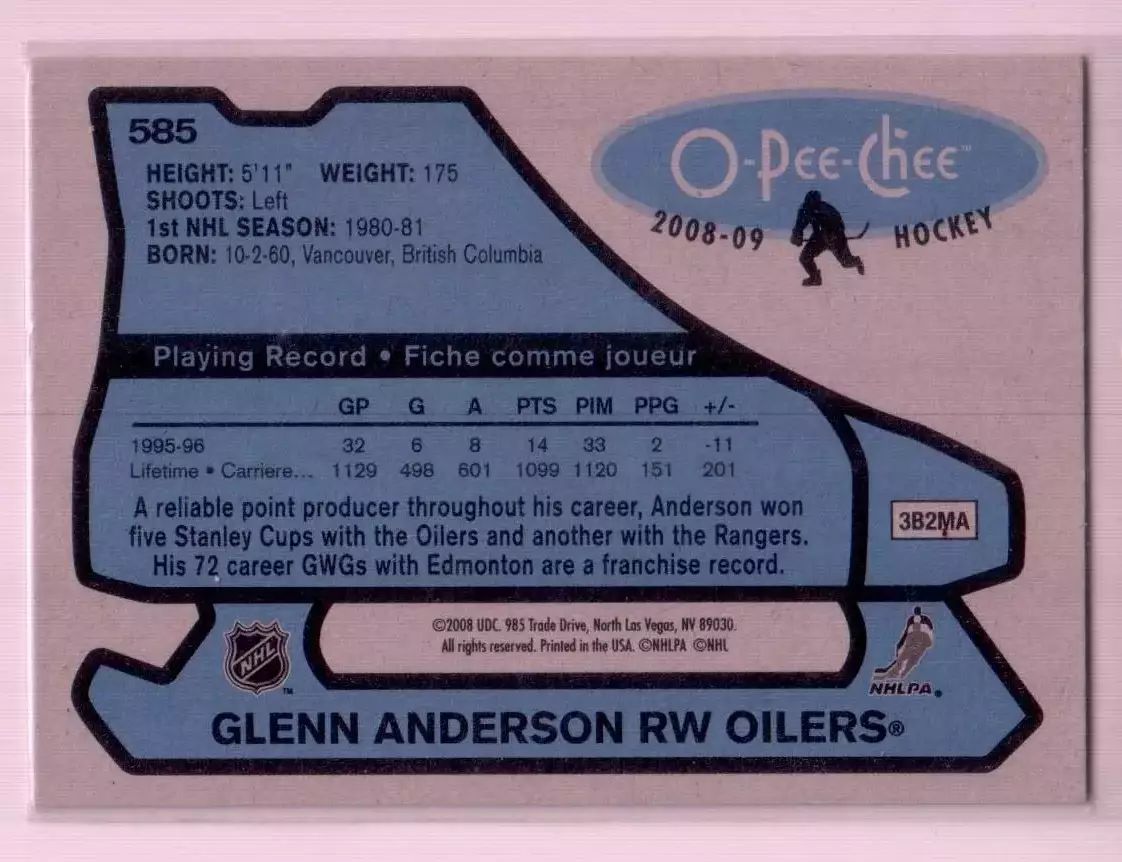 585
HEIGHT: 5'11" WEIGHT: 175
SHOOTS: Left
1st NHL SEASON: 1980-81
BORN: 10-2-60, Vancouver, British Columbia
O-PEE-CHEE™
2008-09 HOCKEY
Playing Record • Fiche comme joueur
GP G A PTS PIM PPG +/-
1995-96 32 6 8 14 33 2 -11
Lifetime • Carriere... 1129 498 601 1099 1120 151 201
A reliable point producer throughout his career, Anderson won
five Stanley Cups with the Oilers and another with the Rangers.
His 72 career GWGs with Edmonton are a franchise record.
3B2MA
©2008 UDC. 985 Trade Drive, North Las Vegas, NV 89030.
All rights reserved. Printed in the USA. ©NHLPA ©NHL
NHL™
NHLPA®
GLENN ANDERSON RW OILERS®